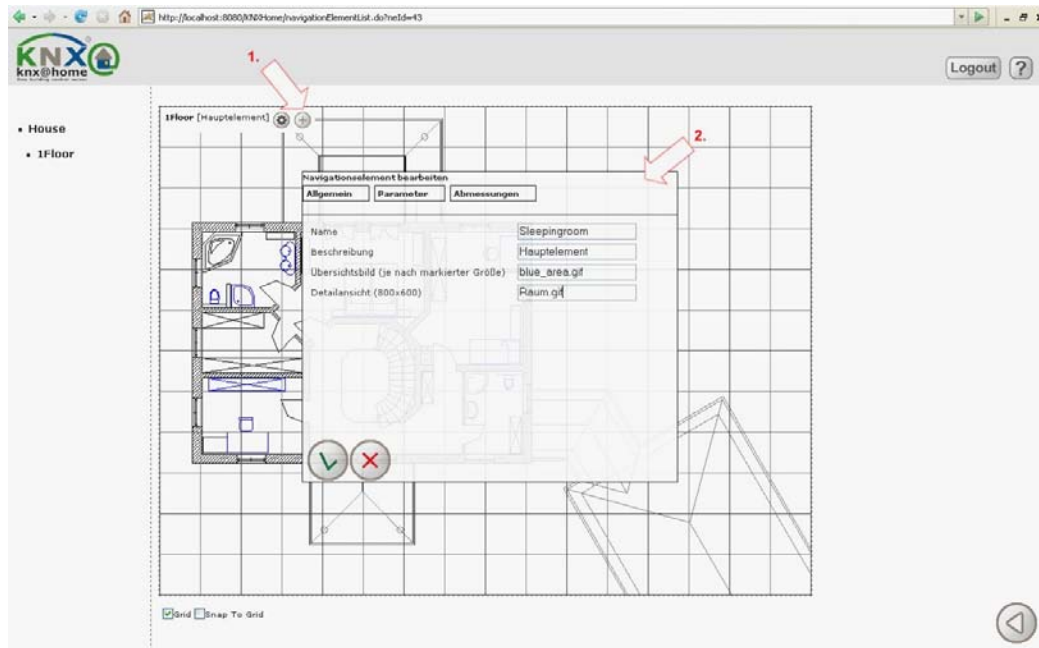 http://localhost:8080/KNXHome/navigationElementList.do?neId=43
KNX@
knx@home
1.
Logout ?
House
1Floor
1Floor [Hauptelement]
2.
Navigationselement bearbeiten
Allgemein Parameter Abmessungen
Name Sleepingroom
Beschreibung Hauptelement
Übersichtsbild (je nach markierter Größe) blue_area.gif
Detailansicht (800x600) Raum.gif
Grid Snap To Grid